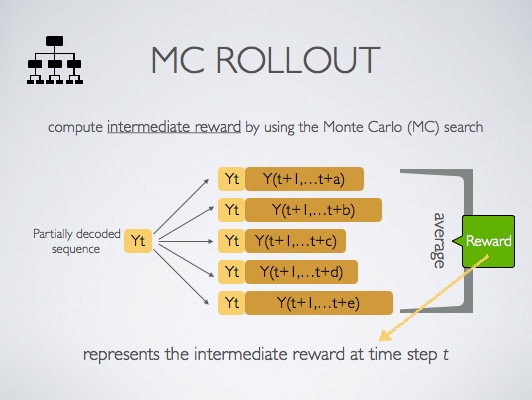 MC ROLLOUT
compute intermediate reward by using the Monte Carlo (MC) search
Partially decoded
sequence
Yt
Yt Y(t+1,...t+a)
Yt Y(t+1,...t+b)
Yt Y(t+1,...t+c)
Yt Y(t+1,...t+d)
Yt Y(t+1,...t+e)
average
Reward
represents the intermediate reward at time step t